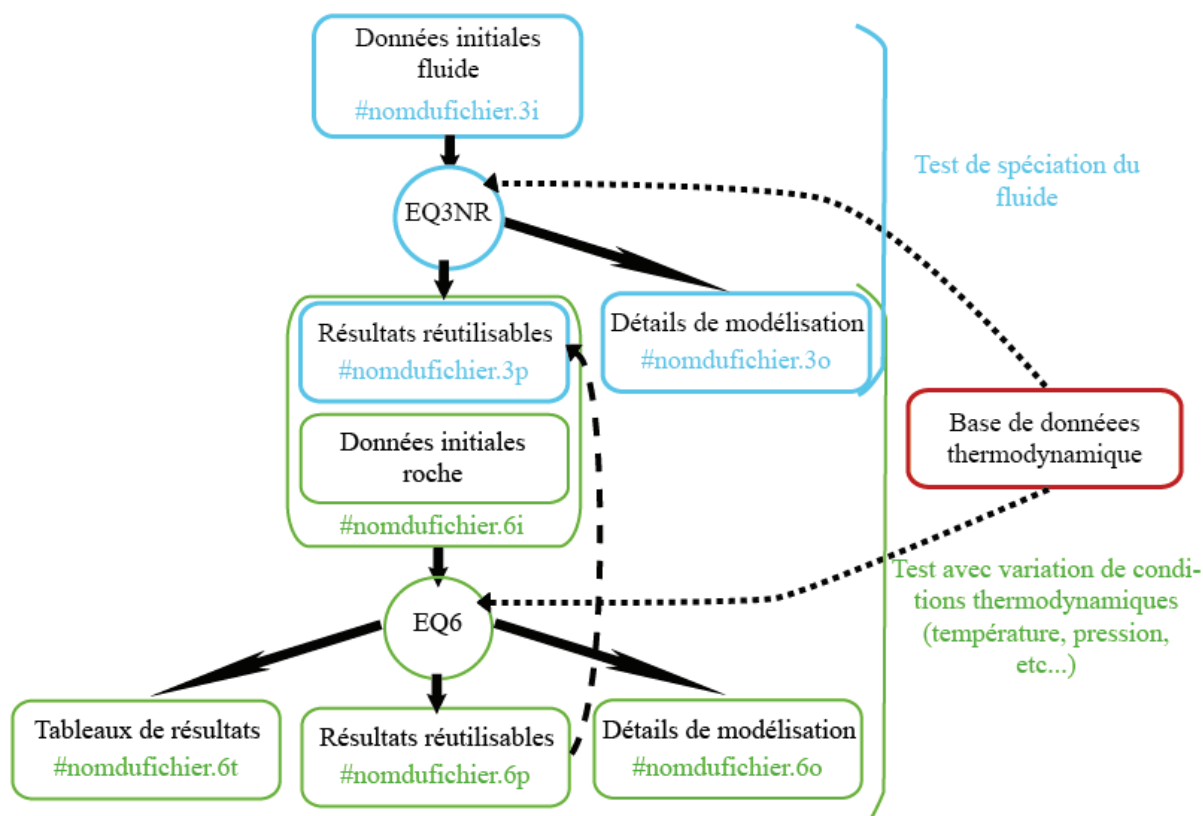 Données initiales
fluide
#nomdufichier.3i
EQ3NR
Test de spéciation du
fluide
Résultats réutilisables
#nomdufichier.3p
Détails de modélisation
#nomdufichier.3o
Données initiales
roche
#nomdufichier.6i
Base de donnéees
thermodynamique
EQ6
Test avec variation de condi-
tions thermodynamiques
(température, pression,
etc...)
Tableaux de résultats
#nomdufichier.6t
Résultats réutilisables
#nomdufichier.6p
Détails de modélisation
#nomdufichier.6o